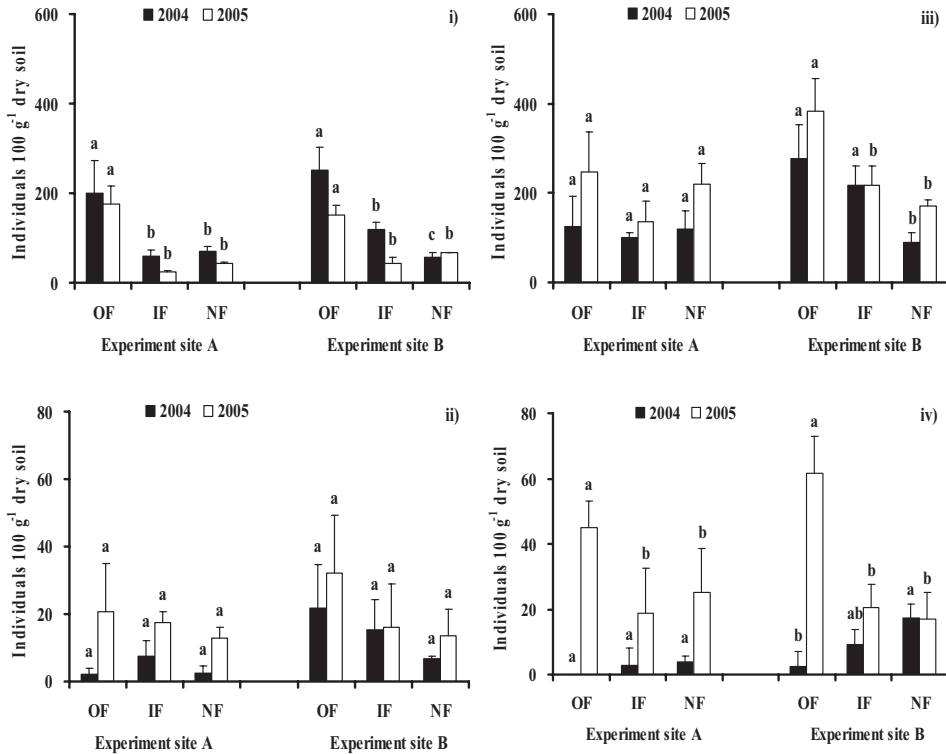 2004 2005 i)
Individuals 100 g⁻¹ dry soil
600
400
200
0
a a b b b b a a b b c b
OF IF NF OF IF NF
Experiment site A Experiment site B
2004 2005 iii)
Individuals 100 g⁻¹ dry soil
600
400
200
0
a a a a a a a a a b b b
OF IF NF OF IF NF
Experiment site A Experiment site B
2004 2005 ii)
Individuals 100 g⁻¹ dry soil
80
60
40
20
0
a a a a a a a a a a a a
OF IF NF OF IF NF
Experiment site A Experiment site B
2004 2005 iv)
Individuals 100 g⁻¹ dry soil
80
60
40
20
0
a a a b a b b a ab b a b
OF IF NF OF IF NF
Experiment site A Experiment site B